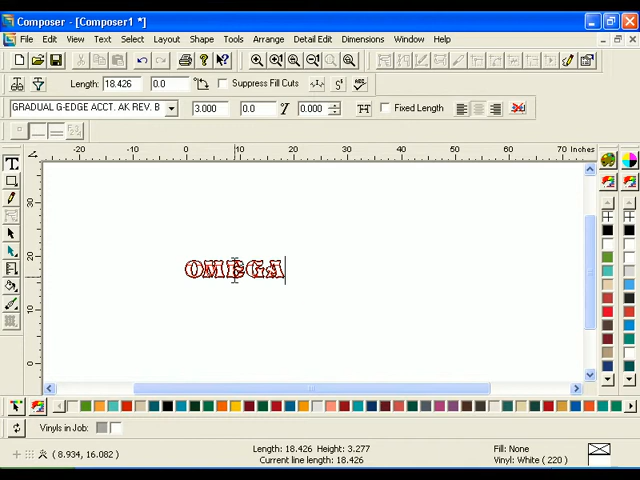 Composer - [Composer1 *]
File Edit View Text Select Layout Shape Tools Arrange Detail Edit Dimensions Window Help
Length: 18.426 0.0 Suppress Fill Cuts
GRADUAL G-EDGE ACCT. AK REV. B 3.000 0.0 0.000 Fixed Length
-20 -10 0 10 20 30 40 50 60 70 Inches
30
20
10
0
OMEGA
Vinyls in Job:
(8.934, 16.082)
Length: 18.426 Height: 3.277
Current line length: 18.426
Fill: None
Vinyl: White (220)